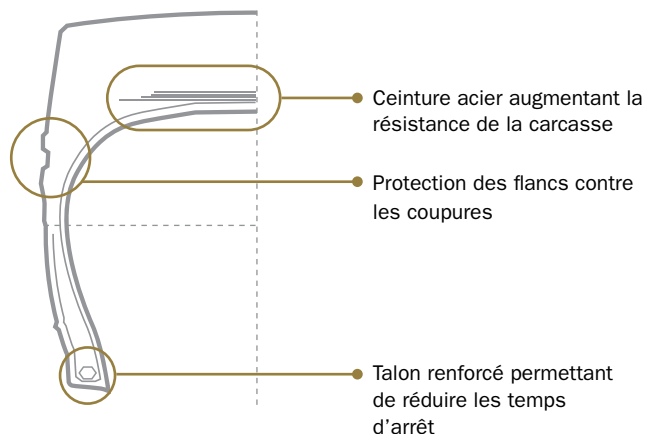 Ceinture acier augmentant la
résistance de la carcasse
Protection des flancs contre
les coupures
Talon renforcé permettant
de réduire les temps
d'arrêt